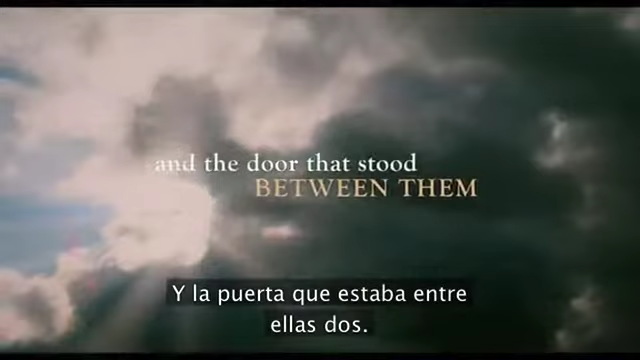 and the door that stood
BETWEEN THEM
Y la puerta que estaba entre
ellas dos.